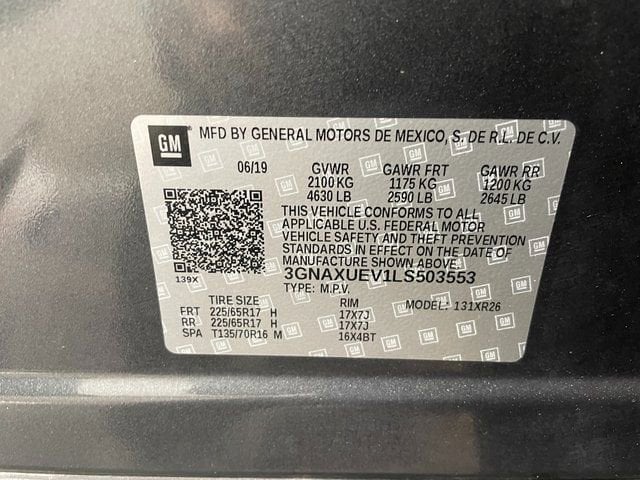 GM MFD BY GENERAL MOTORS DE MEXICO, S. DE R.L. DE C.V.
06/19 GVWR GAWR FRT GAWR RR
2100 KG 1175 KG 1200 KG
4630 LB 2590 LB 2645 LB
THIS VEHICLE CONFORMS TO ALL
APPLICABLE U.S. FEDERAL MOTOR
VEHICLE SAFETY AND THEFT PREVENTION
STANDARDS IN EFFECT ON THE DATE OF
MANUFACTURE SHOWN ABOVE.
139X 3GNAXUEV1LS503553
TYPE: M.P.V.
TIRE SIZE RIM MODEL: 131XR26
FRT 225/65R17 H 17X7J
RR 225/65R17 H 17X7J
SPA T135/70R16 M 16X4BT